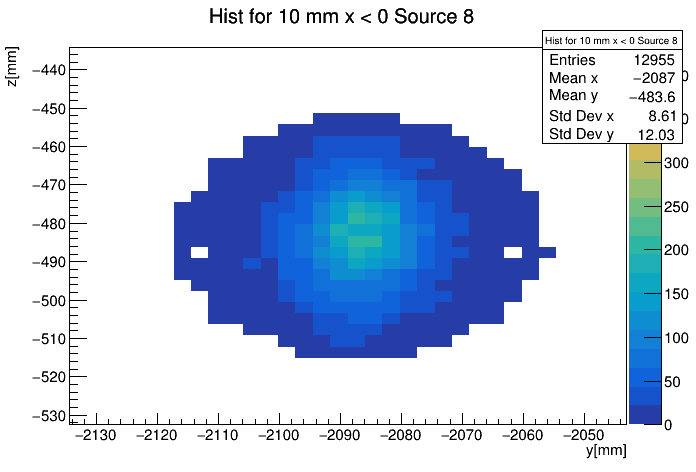 Hist for 10 mm x < 0 Source 8
z[mm]
Hist for 10 mm x < 0 Source 8
Entries 12955
Mean x −2087
Mean y −483.6
Std Dev x 8.61
Std Dev y 12.03
−440
−450
−460
−470
−480
−490
−500
−510
−520
−530
300
250
200
150
100
50
0
−2130 −2120 −2110 −2100 −2090 −2080 −2070 −2060 −2050
y[mm]